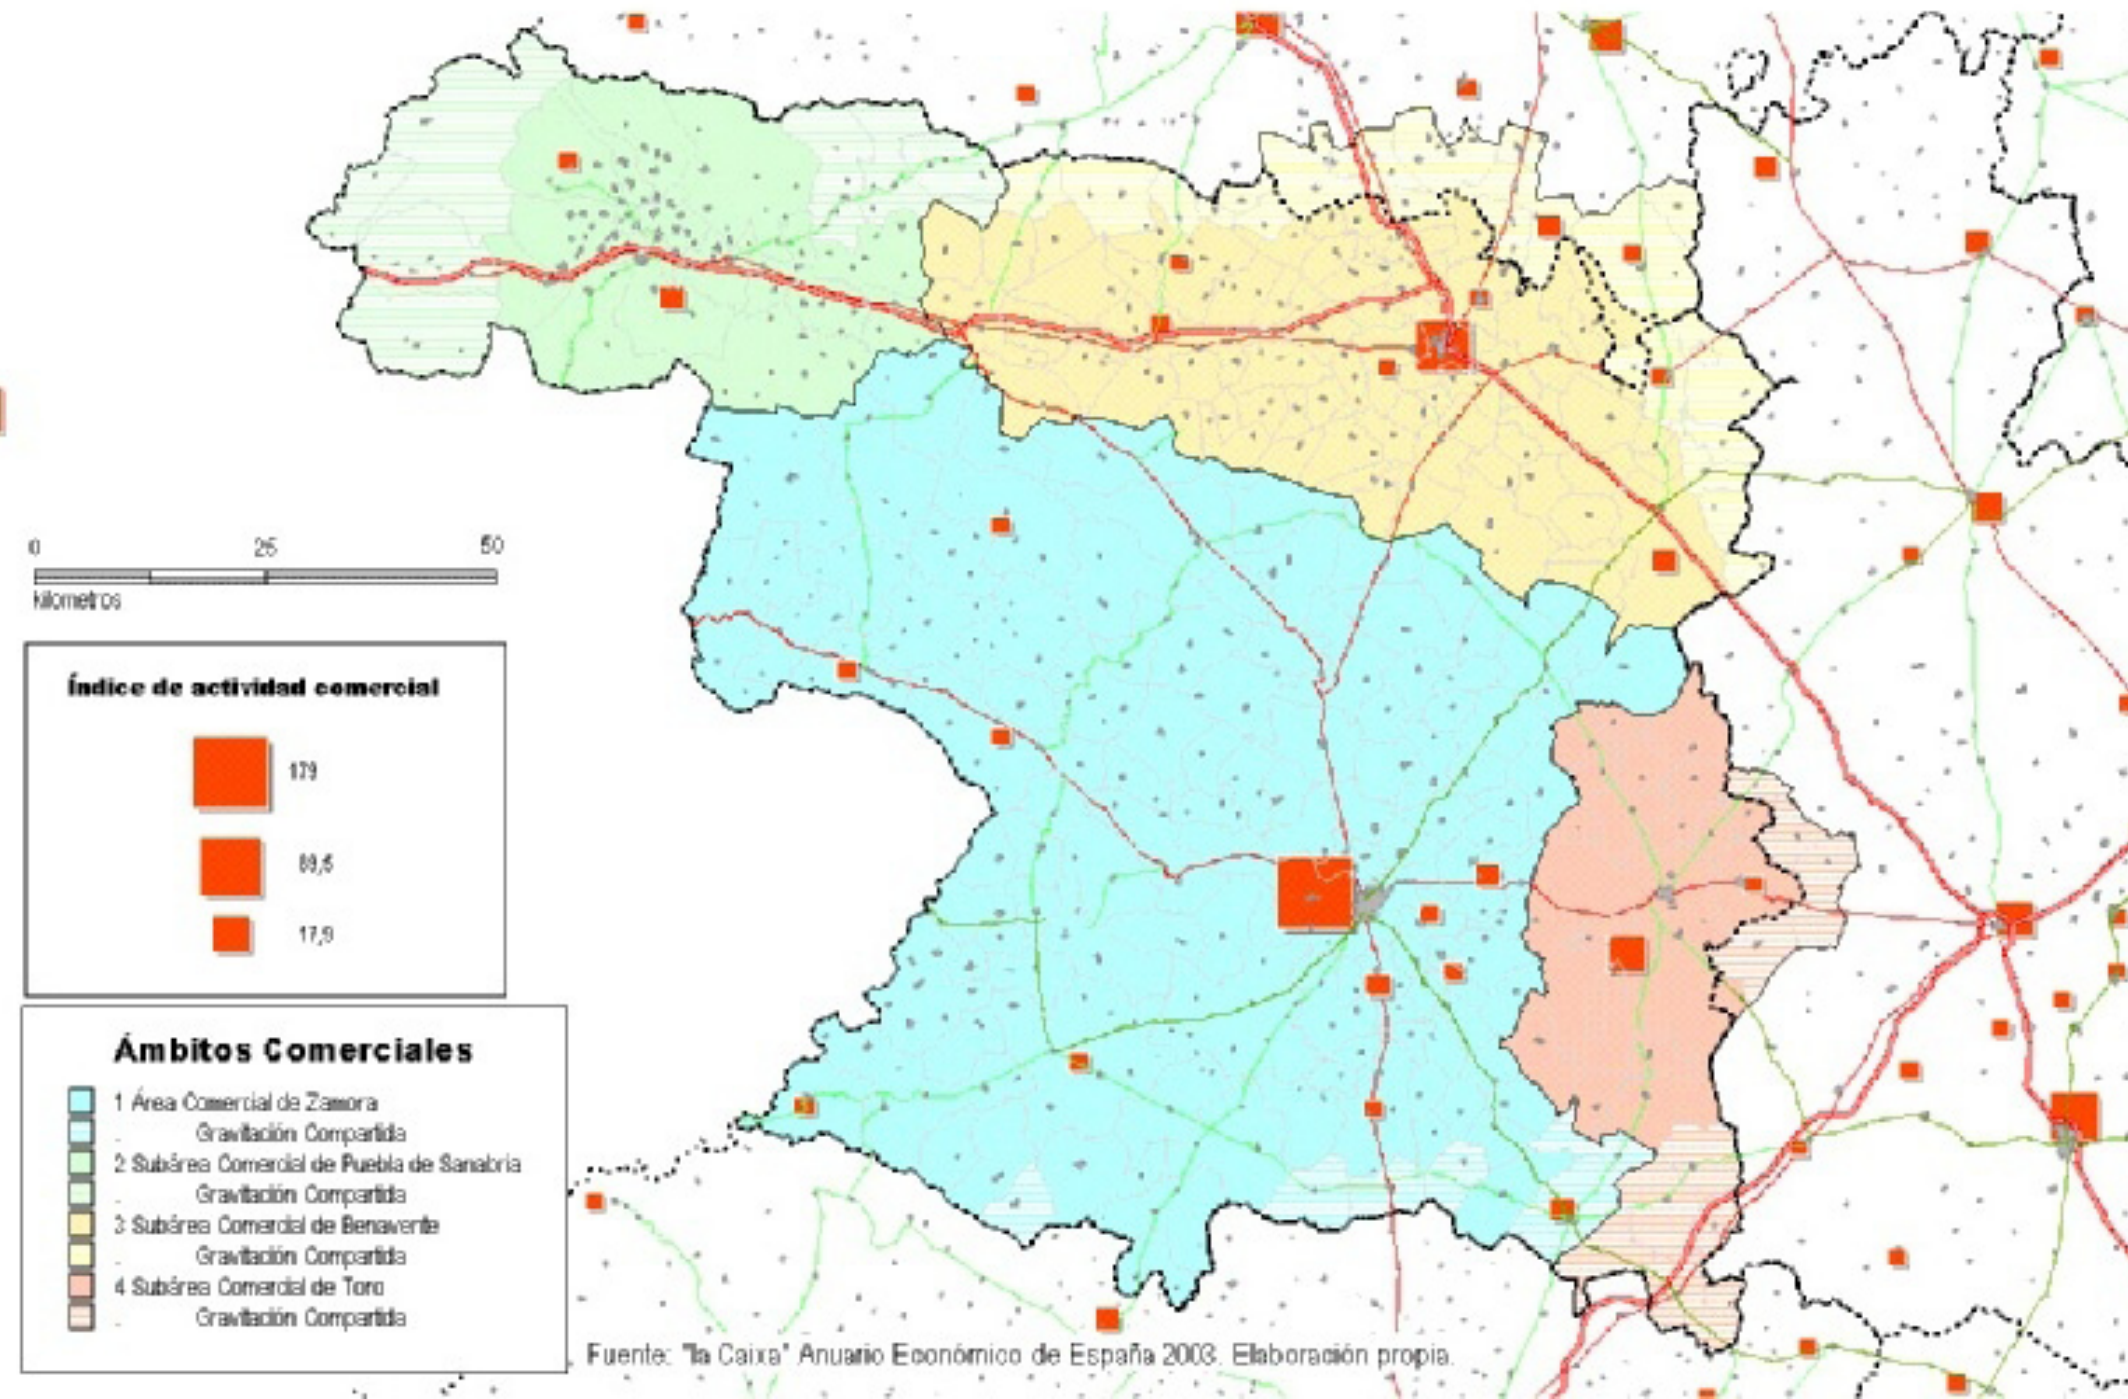 0 25 50
kilometros
Índice de actividad comercial
179
89,5
17,9
Ámbitos Comerciales
1 Área Comercial de Zamora
. Gravitación Compartida
2 Subárea Comercial de Puebla de Sanabria
. Gravitación Compartida
3 Subárea Comercial de Benavente
. Gravitación Compartida
4 Subárea Comercial de Toro
. Gravitación Compartida
Fuente: "la Caixa" Anuario Económico de España 2003. Elaboración propia.